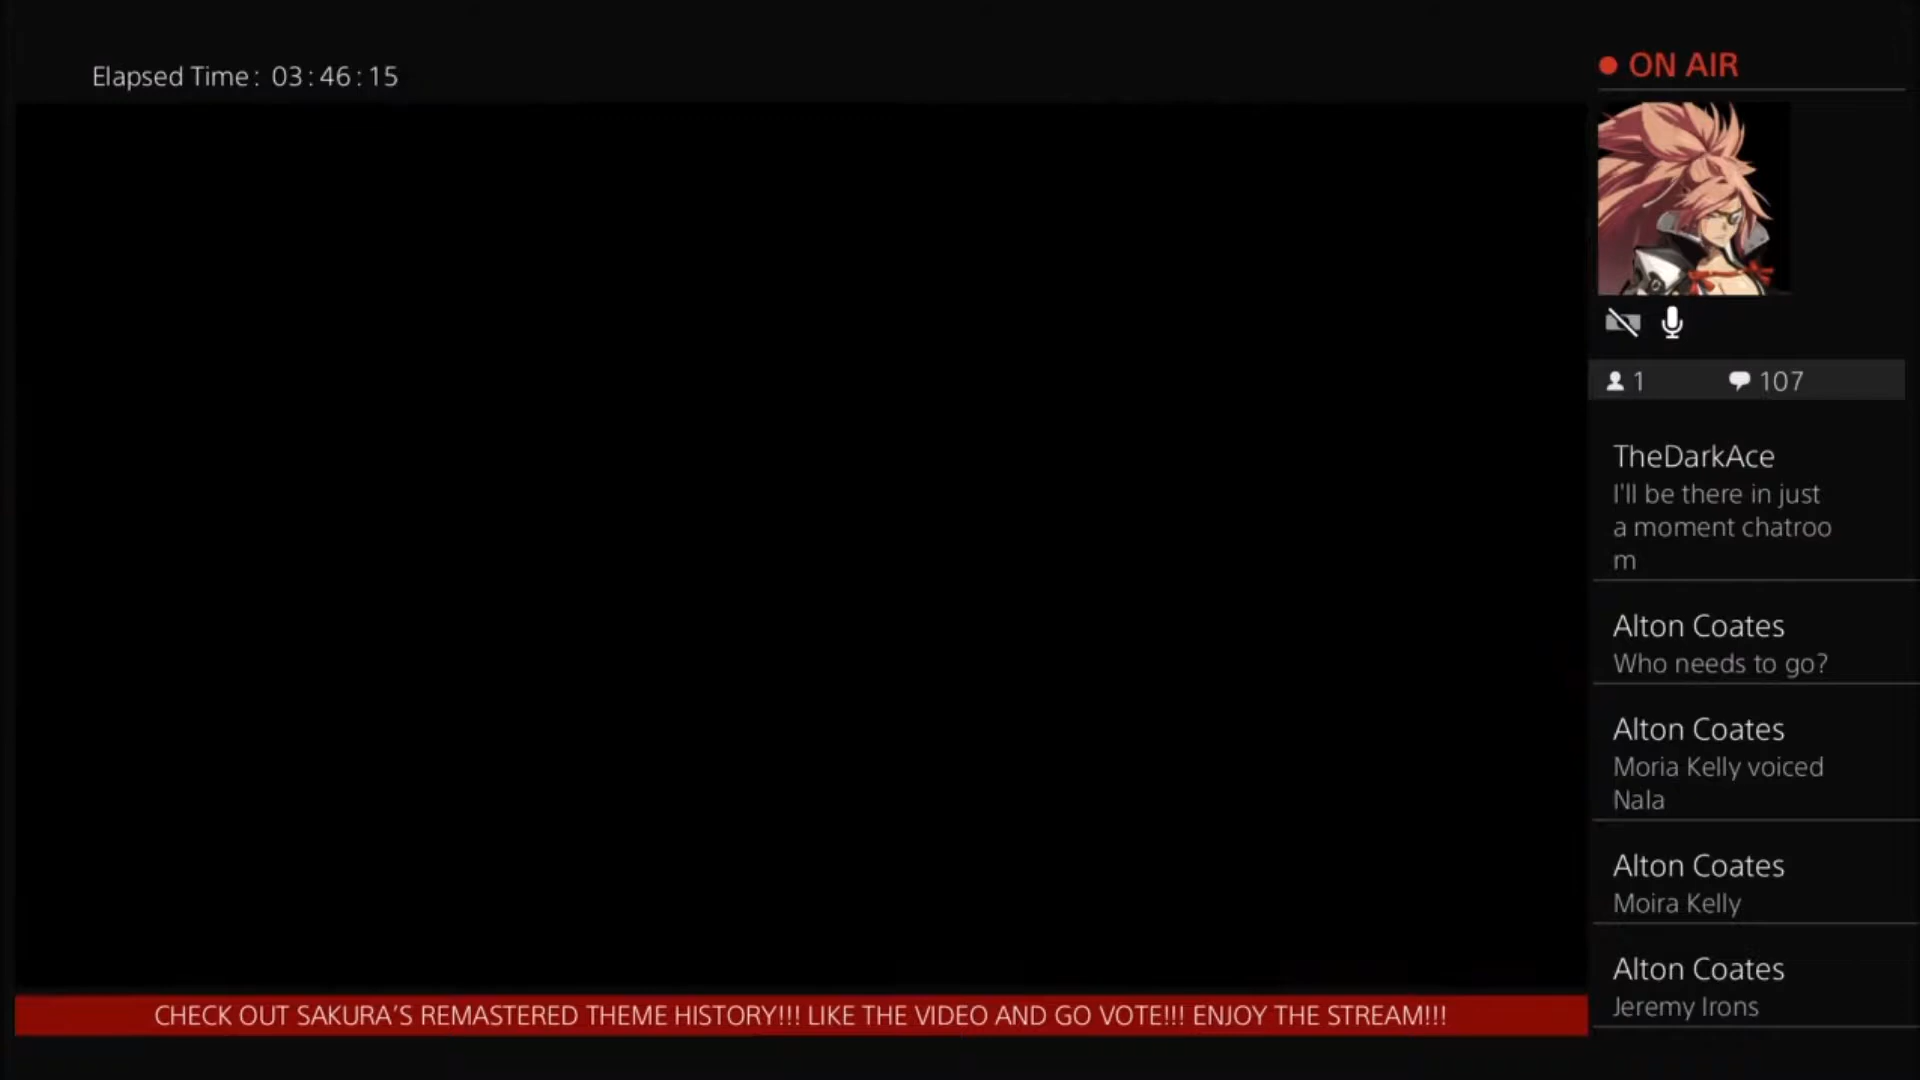 Elapsed Time: 03:46:15
ON AIR
1 107
TheDarkAce
I'll be there in just
a moment chatroo
m
Alton Coates
Who needs to go?
Alton Coates
Moria Kelly voiced
Nala
Alton Coates
Moira Kelly
Alton Coates
Jeremy Irons
CHECK OUT SAKURA'S REMASTERED THEME HISTORY!!! LIKE THE VIDEO AND GO VOTE!!! ENJOY THE STREAM!!!